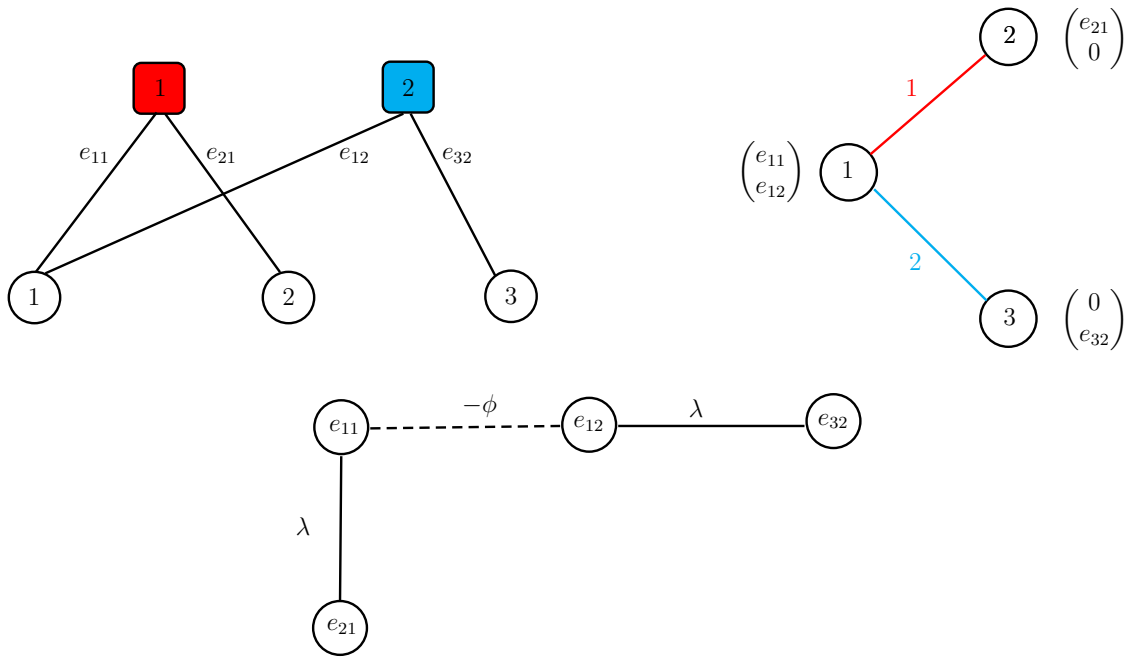 1 2
e₁₁ e₂₁ e₁₂ e₃₂
1 2 3
2 (e₂₁ 0)
1
(e₁₁ e₁₂) 1
2
3 (0 e₃₂)
e₁₁ −ϕ e₁₂ λ e₃₂
λ
e₂₁